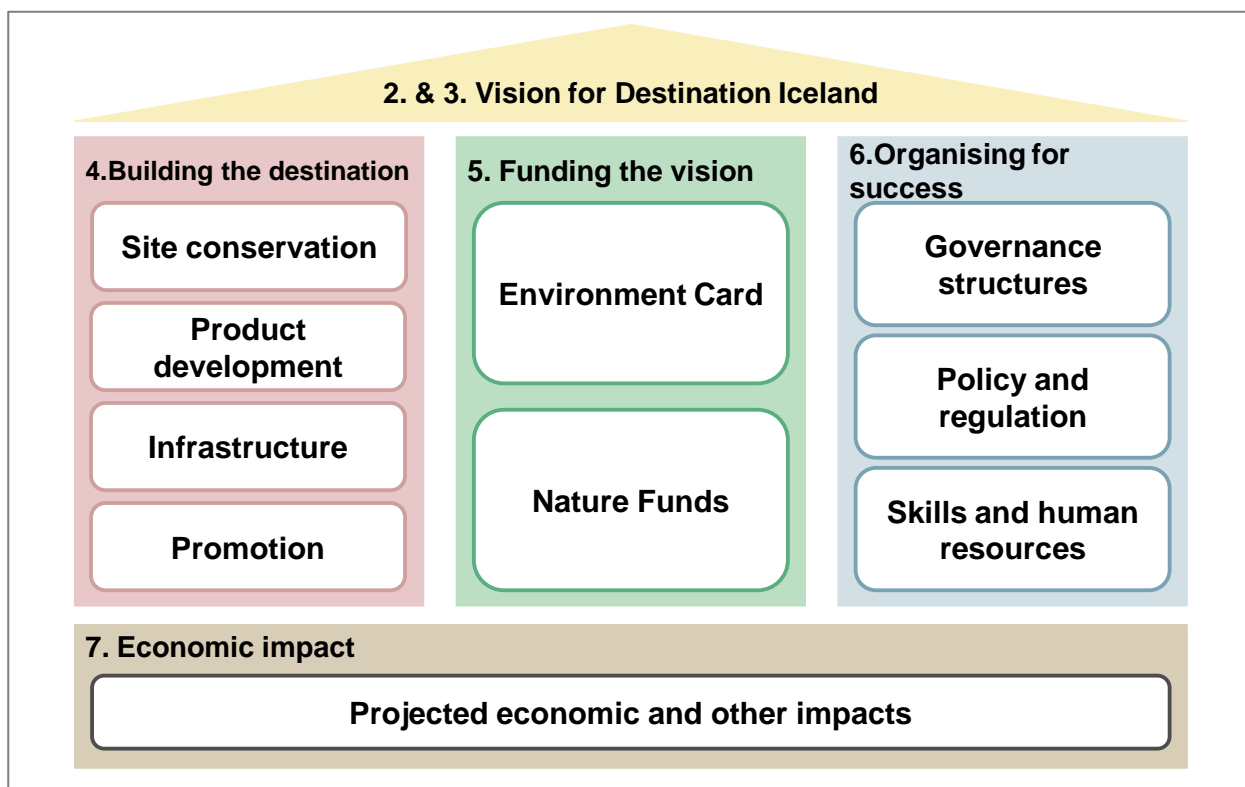 2. & 3. Vision for Destination Iceland
4.Building the destination
Site conservation
Product
development
Infrastructure
Promotion
5. Funding the vision
Environment Card
Nature Funds
6.Organising for
success
Governance
structures
Policy and
regulation
Skills and human
resources
7. Economic impact
Projected economic and other impacts